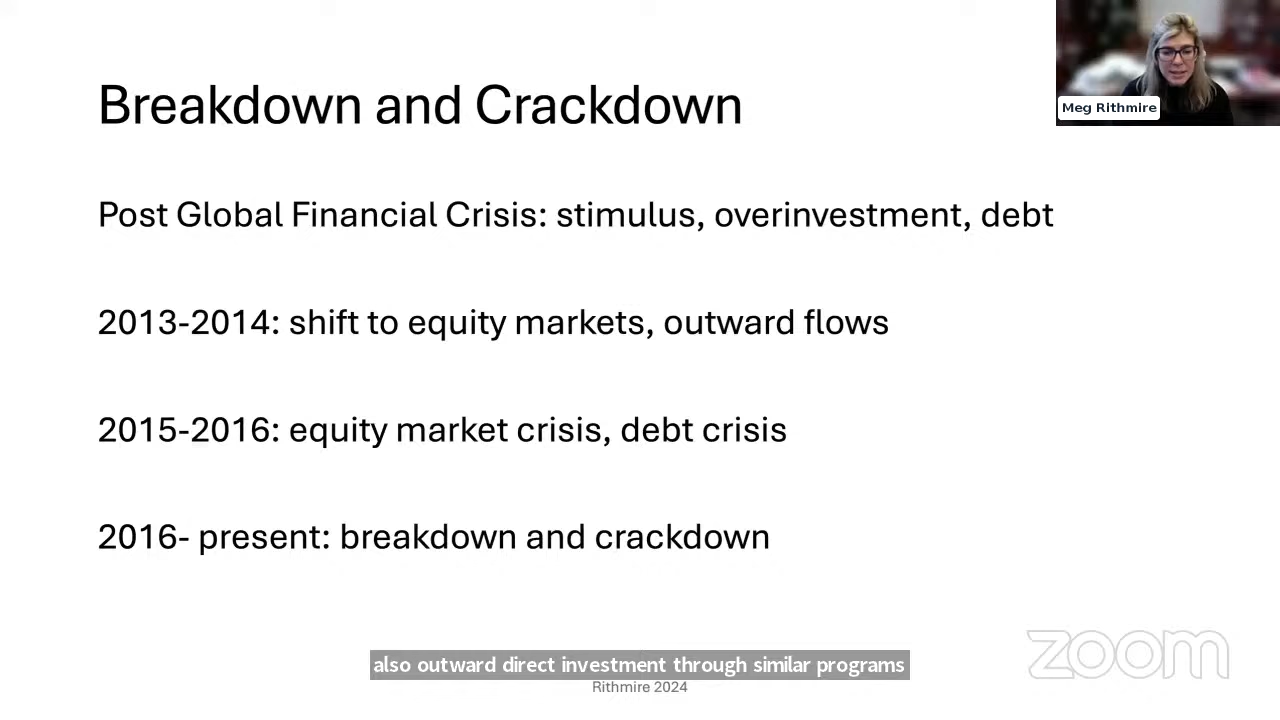 Breakdown and Crackdown
Meg Rithmire
Post Global Financial Crisis: stimulus, overinvestment, debt
2013-2014: shift to equity markets, outward flows
2015-2016: equity market crisis, debt crisis
2016- present: breakdown and crackdown
zoom
also outward direct investment through similar programs
Rithmire 2024